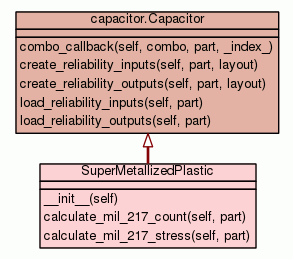 capacitor.Capacitor
combo_callback(self, combo, part, _index_)
create_reliability_inputs(self, part, layout)
create_reliability_outputs(self, part, layout)
load_reliability_inputs(self, part)
load_reliability_outputs(self, part)
SuperMetallizedPlastic
__init__(self)
calculate_mil_217_count(self, part)
calculate_mil_217_stress(self, part)